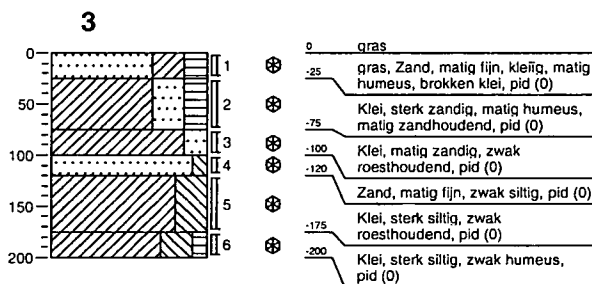 3
0 0 gras
1
-25 gras, Zand, matig fijn, kleiïg, matig
humeus, brokken klei, pid (0)
50 2
-75 Klei, sterk zandig, matig humeus,
matig zandhoudend, pid (0)
3
100 -100 Klei, matig zandig, zwak
roesthoudend, pid (0)
4
-120 Zand, matig fijn, zwak siltig, pid (0)
150 5
-175 Klei, sterk siltig, zwak
roesthoudend, pid (0)
6
200 -200 Klei, sterk siltig, zwak humeus,
pid (0)